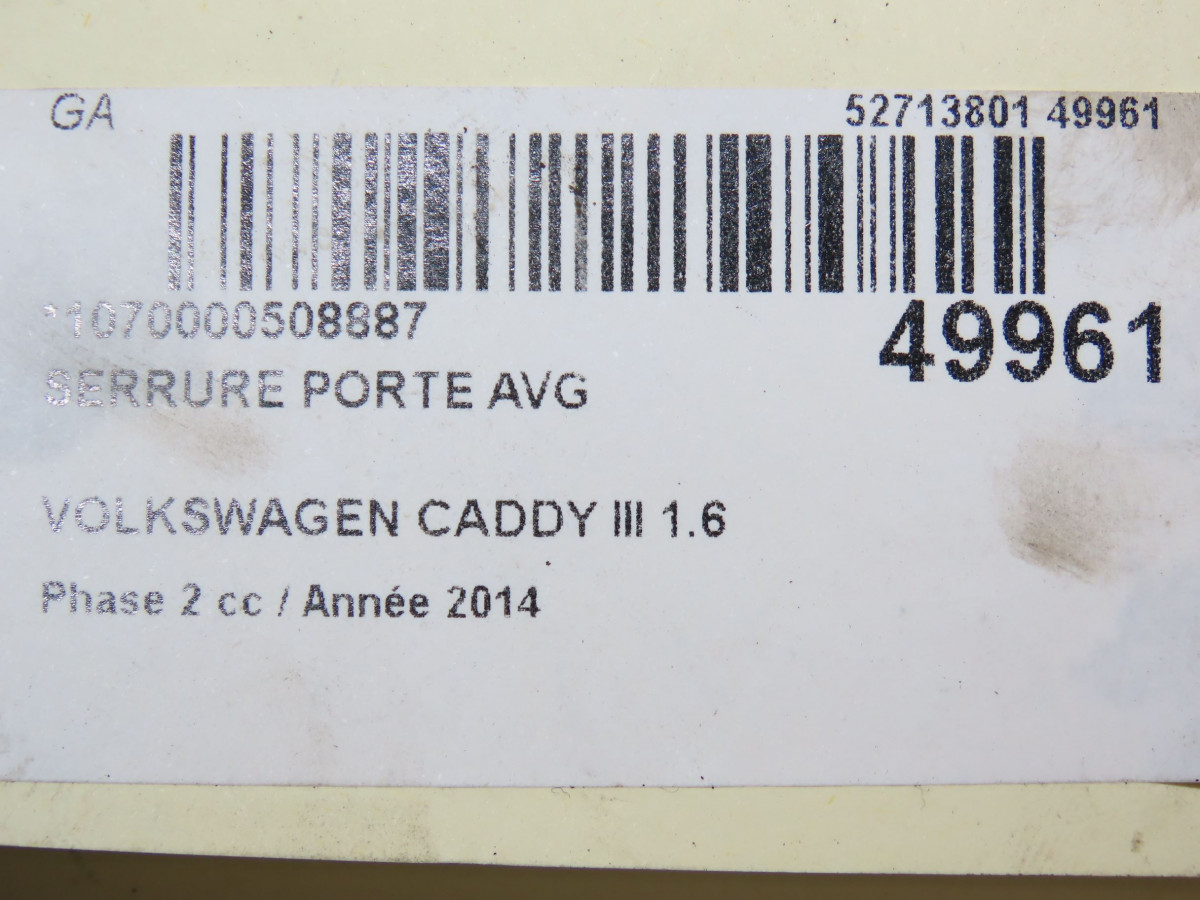 GA
52713801 49961
*1070000508887
49961
SERRURE PORTE AVG
VOLKSWAGEN CADDY III 1.6
Phase 2 cc / Année 2014